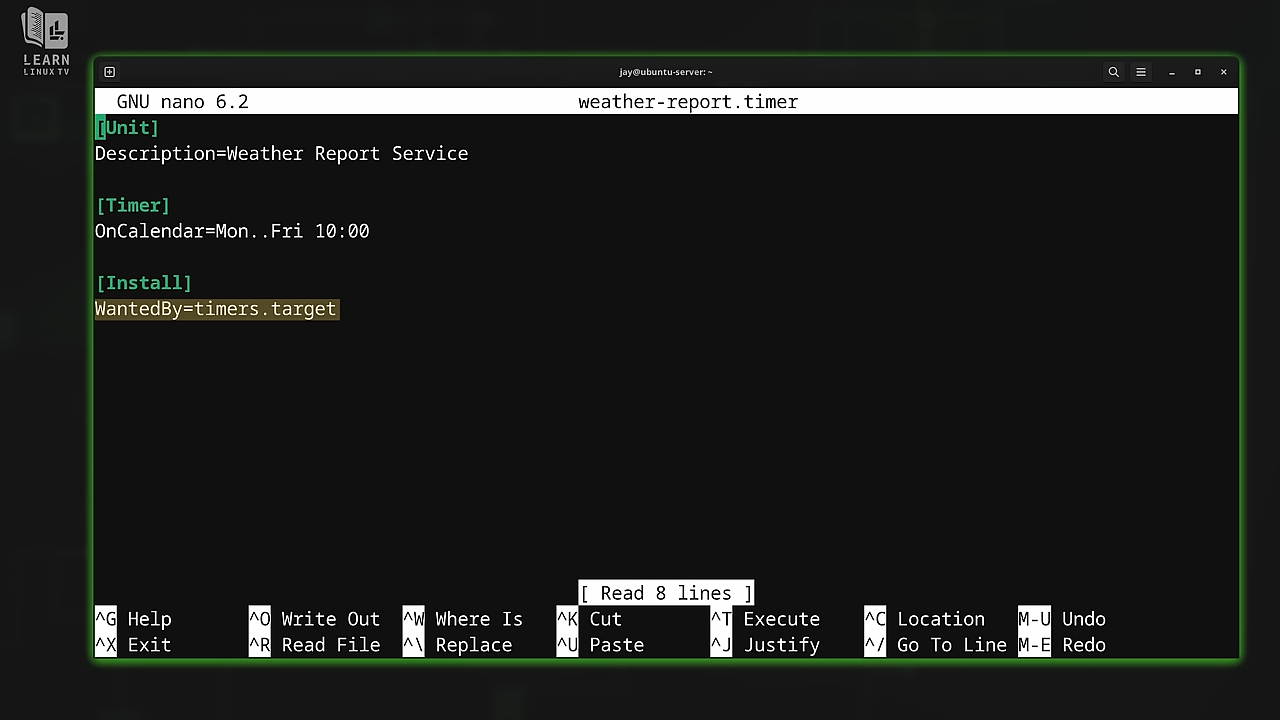 LEARN
LINUX TV
jay@ubuntu-server: ~
GNU nano 6.2 weather-report.timer
[Unit]
Description=Weather Report Service
[Timer]
OnCalendar=Mon..Fri 10:00
[Install]
WantedBy=timers.target
[ Read 8 lines ]
^G Help ^O Write Out ^W Where Is ^K Cut ^T Execute ^C Location M-U Undo
^X Exit ^R Read File ^\ Replace ^U Paste ^J Justify ^/ Go To Line M-E Redo